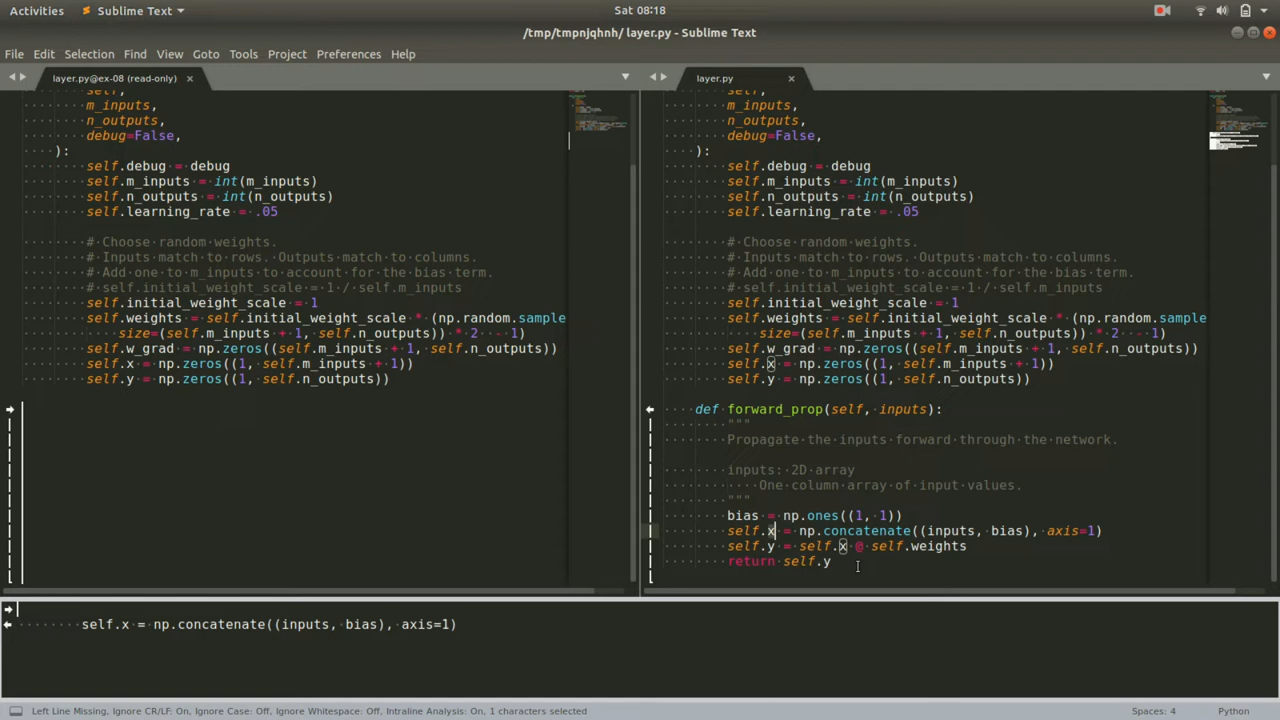 Activities Sublime Text Sat 08:18
/tmp/tmpnjqhnh/ layer.py - Sublime Text
File Edit Selection Find View Goto Tools Project Preferences Help
layer.py@ex-08 (read-only) × layer.py ×
self,
m_inputs,
n_outputs,
debug=False,
):
self.debug = debug
self.m_inputs = int(m_inputs)
self.n_outputs = int(n_outputs)
self.learning_rate = .05
# Choose random weights.
# Inputs match to rows. Outputs match to columns.
# Add one to m_inputs to account for the bias term.
# self.initial_weight_scale = 1 / self.m_inputs
self.initial_weight_scale = 1
self.weights = self.initial_weight_scale * (np.random.sample
size=(self.m_inputs + 1, self.n_outputs)) * 2 - 1)
self.w_grad = np.zeros((self.m_inputs + 1, self.n_outputs))
self.x = np.zeros((1, self.m_inputs + 1))
self.y = np.zeros((1, self.n_outputs))
self,
m_inputs,
n_outputs,
debug=False,
):
self.debug = debug
self.m_inputs = int(m_inputs)
self.n_outputs = int(n_outputs)
self.learning_rate = .05
# Choose random weights.
# Inputs match to rows. Outputs match to columns.
# Add one to m_inputs to account for the bias term.
# self.initial_weight_scale = 1 / self.m_inputs
self.initial_weight_scale = 1
self.weights = self.initial_weight_scale * (np.random.sample
size=(self.m_inputs + 1, self.n_outputs)) * 2 - 1)
self.w_grad = np.zeros((self.m_inputs + 1, self.n_outputs))
self.x = np.zeros((1, self.m_inputs + 1))
self.y = np.zeros((1, self.n_outputs))
def forward_prop(self, inputs):
"""
Propagate the inputs forward through the network.
inputs: 2D array
One column array of input values.
"""
bias = np.ones((1, 1))
self.x = np.concatenate((inputs, bias), axis=1)
self.y = self.x @ self.weights
return self.y
self.x = np.concatenate((inputs, bias), axis=1)
Left Line Missing, Ignore CR/LF: On, Ignore Case: Off, Ignore Whitespace: Off, Intraline Analysis: On, 1 characters selected Spaces: 4 Python